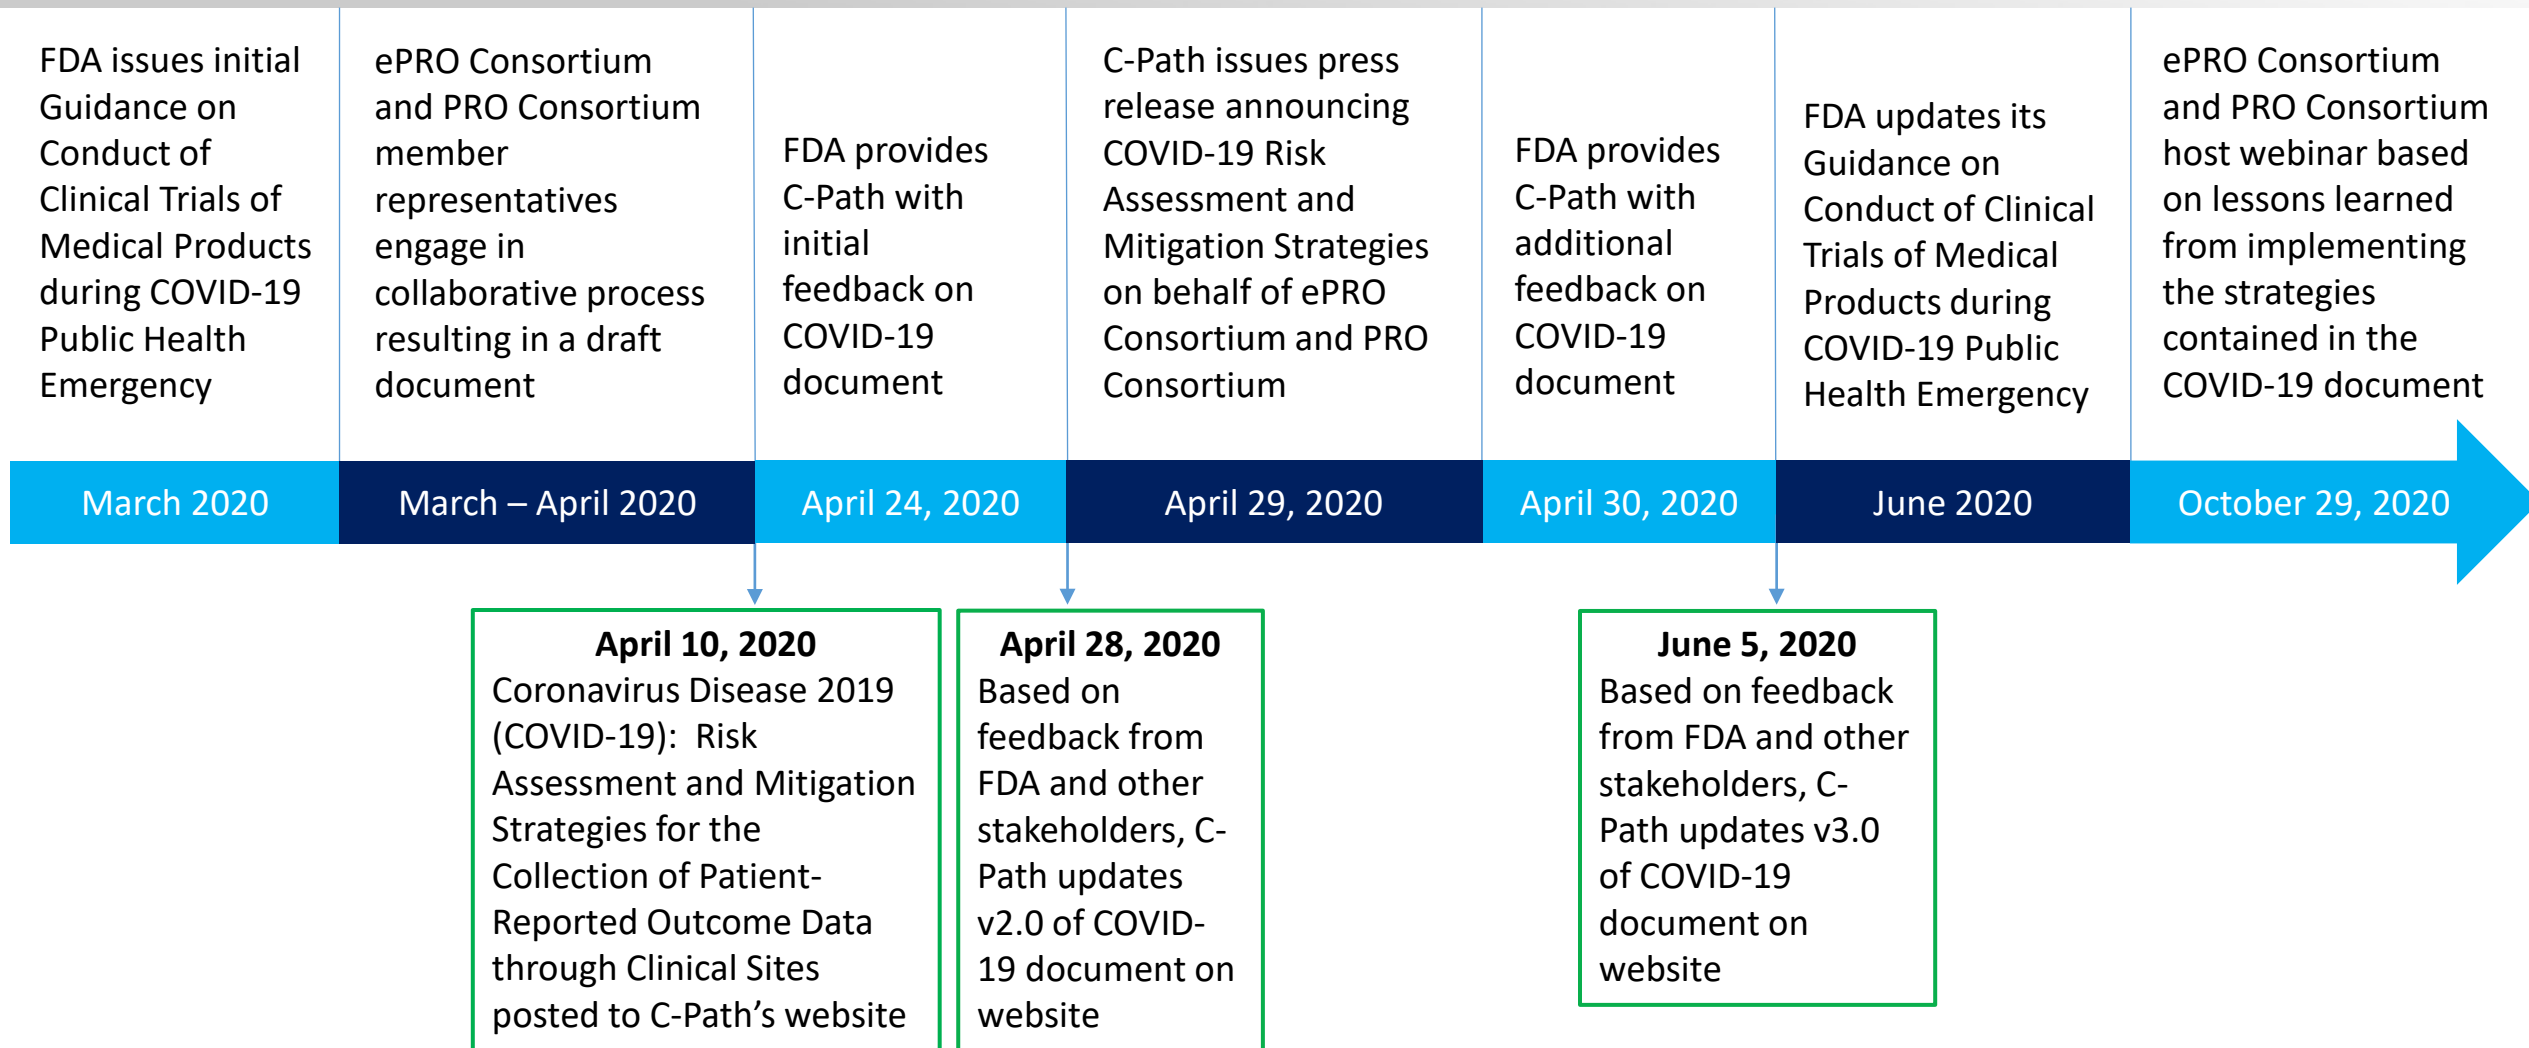 FDA issues initial
Guidance on
Conduct of
Clinical Trials of
Medical Products
during COVID-19
Public Health
Emergency
ePRO Consortium
and PRO Consortium
member
representatives
engage in
collaborative process
resulting in a draft
document
FDA provides
C-Path with
initial
feedback on
COVID-19
document
C-Path issues press
release announcing
COVID-19 Risk
Assessment and
Mitigation Strategies
on behalf of ePRO
Consortium and PRO
Consortium
FDA provides
C-Path with
additional
feedback on
COVID-19
document
FDA updates its
Guidance on
Conduct of Clinical
Trials of Medical
Products during
COVID-19 Public
Health Emergency
ePRO Consortium
and PRO Consortium
host webinar based
on lessons learned
from implementing
the strategies
contained in the
COVID-19 document
March 2020
March – April 2020
April 24, 2020
April 29, 2020
April 30, 2020
June 2020
October 29, 2020
April 10, 2020
Coronavirus Disease 2019
(COVID-19):  Risk
Assessment and Mitigation
Strategies for the
Collection of Patient-
Reported Outcome Data
through Clinical Sites
posted to C-Path’s website
April 28, 2020
Based on
feedback from
FDA and other
stakeholders, C-
Path updates
v2.0 of COVID-
19 document on
website
June 5, 2020
Based on feedback
from FDA and other
stakeholders, C-
Path updates v3.0
of COVID-19
document on
website